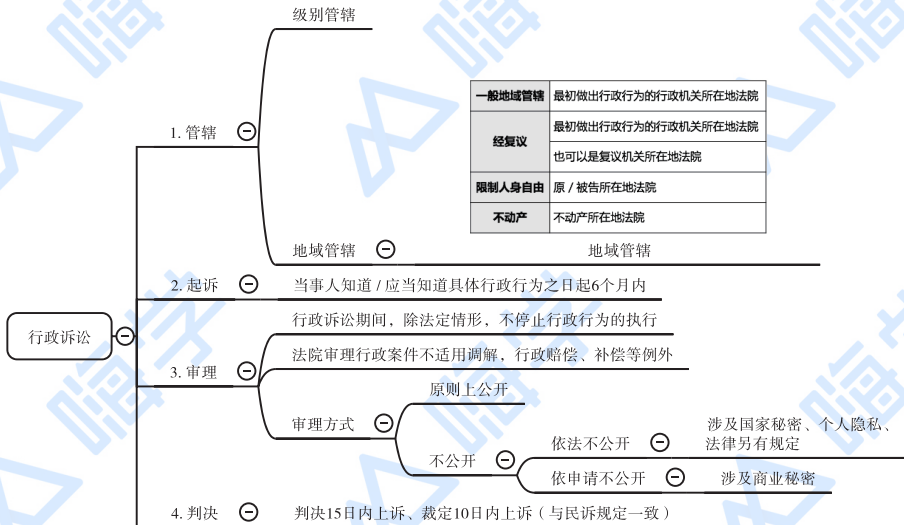 级别管辖
一般地域管辖 最初做出行政行为的行政机关所在地法院
经复议 最初做出行政行为的行政机关所在地法院
也可以是复议机关所在地法院
限制人身自由 原 / 被告所在地法院
不动产 不动产所在地法院
1. 管辖
地域管辖 地域管辖
2. 起诉 当事人知道 / 应当知道具体行政行为之日起6个月内
行政诉讼
行政诉讼期间，除法定情形，不停止行政行为的执行
法院审理行政案件不适用调解，行政赔偿、补偿等例外
3. 审理
原则上公开
审理方式
不公开
依法不公开 涉及国家秘密、个人隐私、
法律另有规定
依申请不公开 涉及商业秘密
4. 判决 判决15日内上诉、裁定10日内上诉（与民诉规定一致）
嗨学
嗨学
嗨学
嗨学
嗨学
嗨学